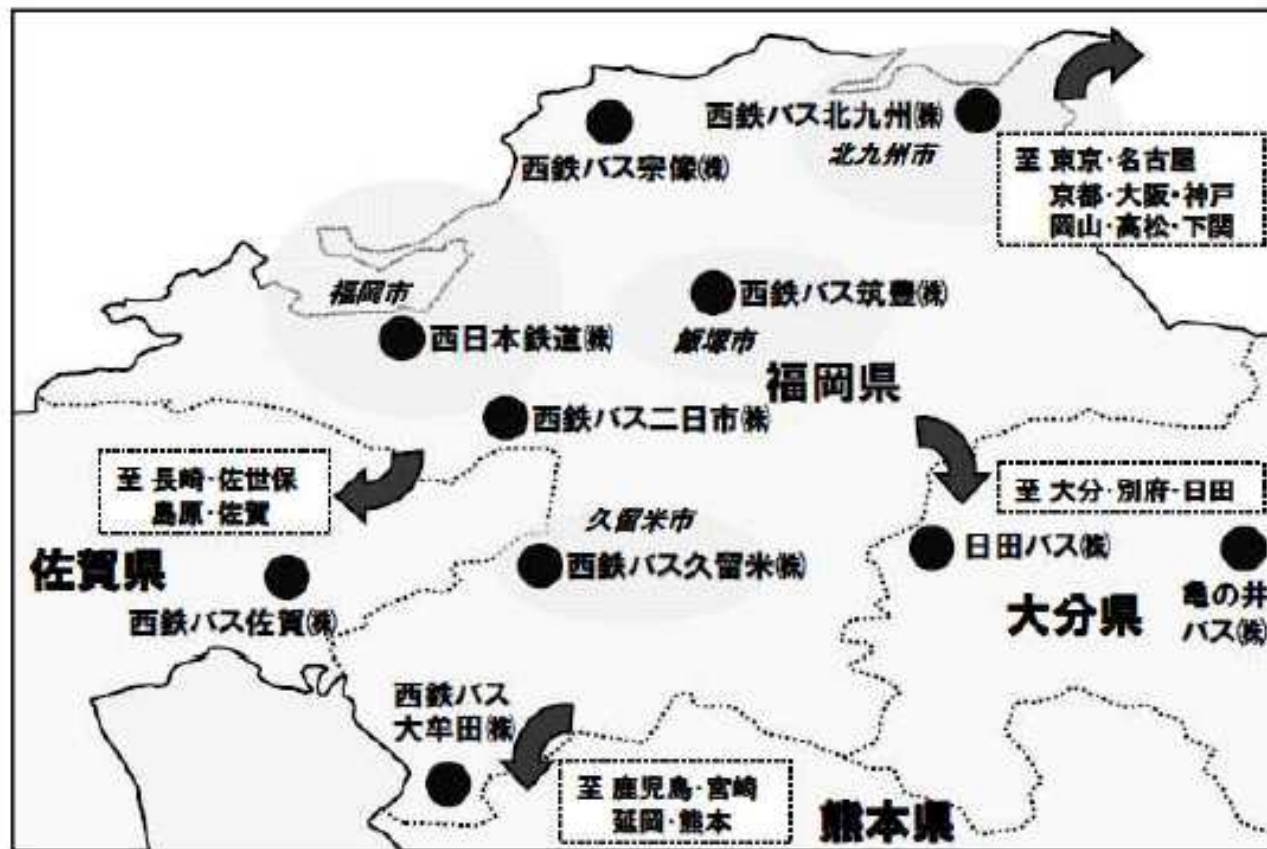 西鉄バス北九州㈱
北九州市
西鉄バス宗像㈱
至 東京・名古屋
京都・大阪・神戸
岡山・高松・下関
福岡市
西日本鉄道㈱
西鉄バス筑豊㈱
飯塚市
福岡県
西鉄バス二日市㈱
至 長崎・佐世保
島原・佐賀
至 大分・別府・日田
久留米市
西鉄バス久留米㈱
日田バス㈱
亀の井
バス㈱
佐賀県
西鉄バス佐賀㈱
大分県
西鉄バス
大牟田㈱
至 鹿児島・宮崎
延岡・熊本
熊本県